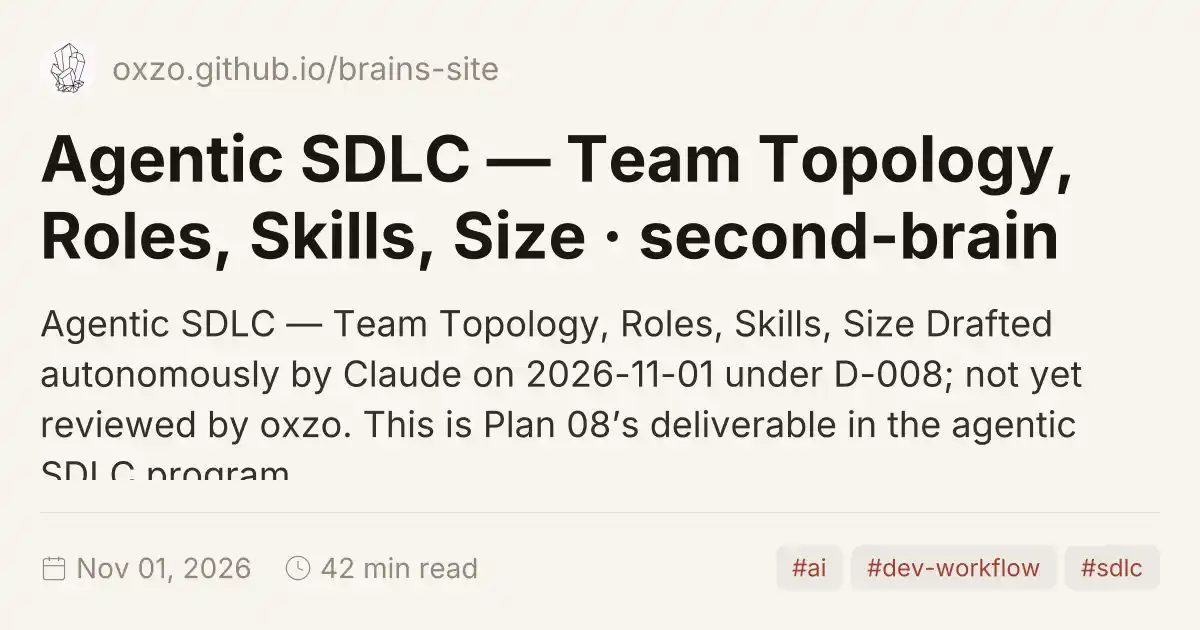 oxzo.github.io/brains-site
Agentic SDLC — Team Topology,
Roles, Skills, Size · second-brain
Agentic SDLC — Team Topology, Roles, Skills, Size Drafted
autonomously by Claude on 2026-11-01 under D-008; not yet
reviewed by oxzo. This is Plan 08’s deliverable in the agentic
SDLC program
Nov 01, 2026 42 min read #ai #dev-workflow #sdlc